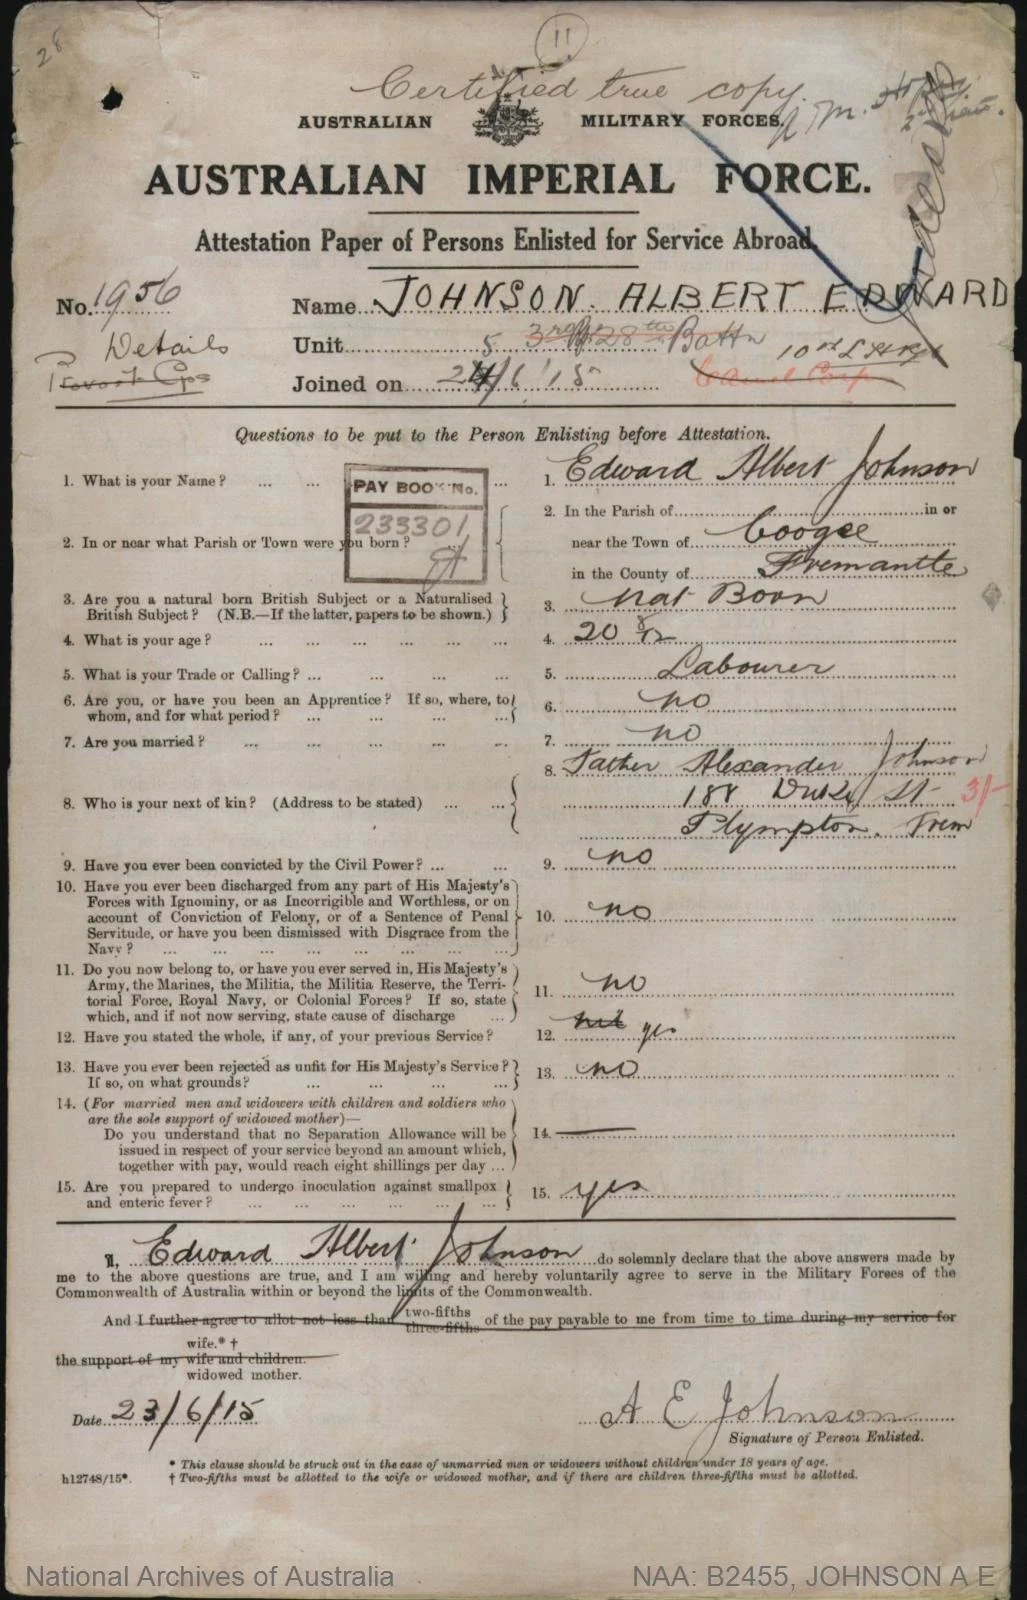 28
11
Certified true copy
AUSTRALIAN MILITARY FORCES.
AUSTRALIAN IMPERIAL FORCE.
Attestation Paper of Persons Enlisted for Service Abroad.
No. 1956 Name JOHNSON. ALBERT EDWARD
Details Unit 5 3rd R 28th Battn 10th L H Rgt
Provost Cps Joined on 24/6/15 Camel Corp
Questions to be put to the Person Enlisting before Attestation.
1. What is your Name? ... ... ... 1. Edward Albert Johnson
PAY BOOK No.
233301
2. In or near what Parish or Town were you born? ... 2. In the Parish of in or
near the Town of Coogee
in the County of Fremantle
3. Are you a natural born British Subject or a Naturalised
British Subject? (N.B.—If the latter, papers to be shown.) 3. Nat Born
4. What is your age? ... ... ... ... ... 4. 20 8/12
5. What is your Trade or Calling? ... ... ... ... 5. Labourer
6. Are you, or have you been an Apprentice? If so, where, to
whom, and for what period? ... ... ... ... 6. no
7. Are you married? ... ... ... ... ... 7. no
8. Who is your next of kin? (Address to be stated) ... ... 8. Father Alexander Johnson
188 Duke St 3/-
Plympton. Frem
9. Have you ever been convicted by the Civil Power? ... ... 9. no
10. Have you ever been discharged from any part of His Majesty's
Forces with Ignominy, or as Incorrigible and Worthless, or on
account of Conviction of Felony, or of a Sentence of Penal
Servitude, or have you been dismissed with Disgrace from the
Navy? ... ... ... ... ... ... ... 10. no
11. Do you now belong to, or have you ever served in, His Majesty's
Army, the Marines, the Militia, the Militia Reserve, the Terri-
torial Force, Royal Navy, or Colonial Forces? If so, state
which, and if not now serving, state cause of discharge ... 11. no
12. Have you stated the whole, if any, of your previous Service? 12. nil yes
13. Have you ever been rejected as unfit for His Majesty's Service?
If so, on what grounds? ... ... ... ... 13. no
14. (For married men and widowers with children and soldiers who
are the sole support of widowed mother)—
Do you understand that no Separation Allowance will be
issued in respect of your service beyond an amount which,
together with pay, would reach eight shillings per day ... 14. —
15. Are you prepared to undergo inoculation against smallpox
and enteric fever? ... ... ... ... ... 15. yes
I, Edward Albert Johnson do solemnly declare that the above answers made by
me to the above questions are true, and I am willing and hereby voluntarily agree to serve in the Military Forces of the
Commonwealth of Australia within or beyond the limits of the Commonwealth.
And I further agree to allot not less than two-fifths
three-fifths of the pay payable to me from time to time during my service for
wife.* †
the support of my wife and children.
widowed mother.
Date 23/6/15 A E Johnson
Signature of Person Enlisted.
* This clause should be struck out in the case of unmarried men or widowers without children under 18 years of age.
h12748/15*. † Two-fifths must be allotted to the wife or widowed mother, and if there are children three-fifths must be allotted.
National Archives of Australia NAA: B2455, JOHNSON A E